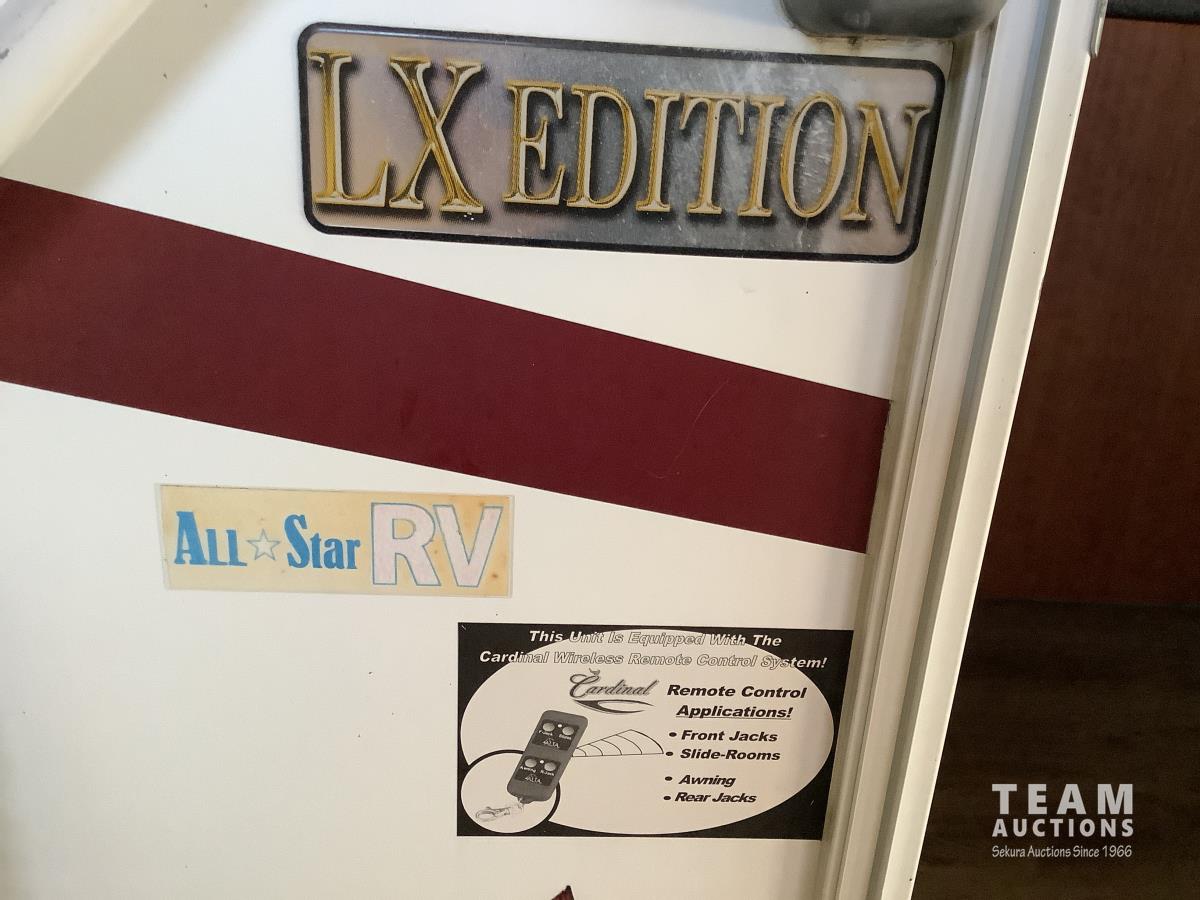 LX EDITION
ALL☆Star RV
This Unit Is Equipped With The
Cardinal Wireless Remote Control System!
Cardinal
Remote Control
Applications!
• Front Jacks
• Slide-Rooms
• Awning
• Rear Jacks
Awning
TEAM
AUCTIONS
Sekura Auctions Since 1966